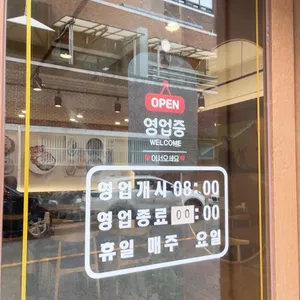 OPEN
영업중
WELCOME
어서오세요
영업개시 08:00
영업종료 00:00
휴일 매주 요일